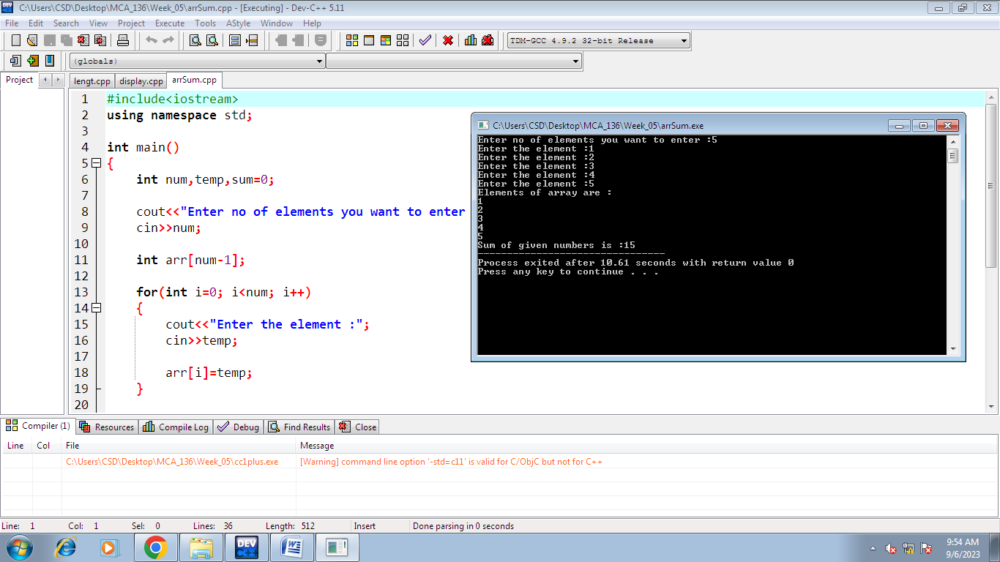 C:\Users\CSD\Desktop\MCA_136\Week_05\arrSum.cpp - [Executing] - Dev-C++ 5.11
File Edit Search View Project Execute Tools AStyle Window Help
TDM-GCC 4.9.2 32-bit Release
(globals)
Project
lengt.cpp display.cpp arrSum.cpp
1 #include<iostream>
2 using namespace std;
3
4 int main()
5 {
6 int num,temp,sum=0;
7
8 cout<<"Enter no of elements you want to enter
9 cin>>num;
10
11 int arr[num-1];
12
13 for(int i=0; i<num; i++)
14 {
15 cout<<"Enter the element :";
16 cin>>temp;
17
18 arr[i]=temp;
19 }
20
C:\Users\CSD\Desktop\MCA_136\Week_05\arrSum.exe
Enter no of elements you want to enter :5
Enter the element :1
Enter the element :2
Enter the element :3
Enter the element :4
Enter the element :5
Elements of array are :
1
2
3
4
5
Sum of given numbers is :15
--------------------------------
Process exited after 10.61 seconds with return value 0
Press any key to continue . . .
Compiler (1) Resources Compile Log Debug Find Results Close
Line Col File Message
C:\Users\CSD\Desktop\MCA_136\Week_05\cc1plus.exe [Warning] command line option '-std=c11' is valid for C/ObjC but not for C++
Line: 1 Col: 1 Sel: 0 Lines: 36 Length: 512 Insert Done parsing in 0 seconds
DEV C++
9:54 AM
9/6/2023